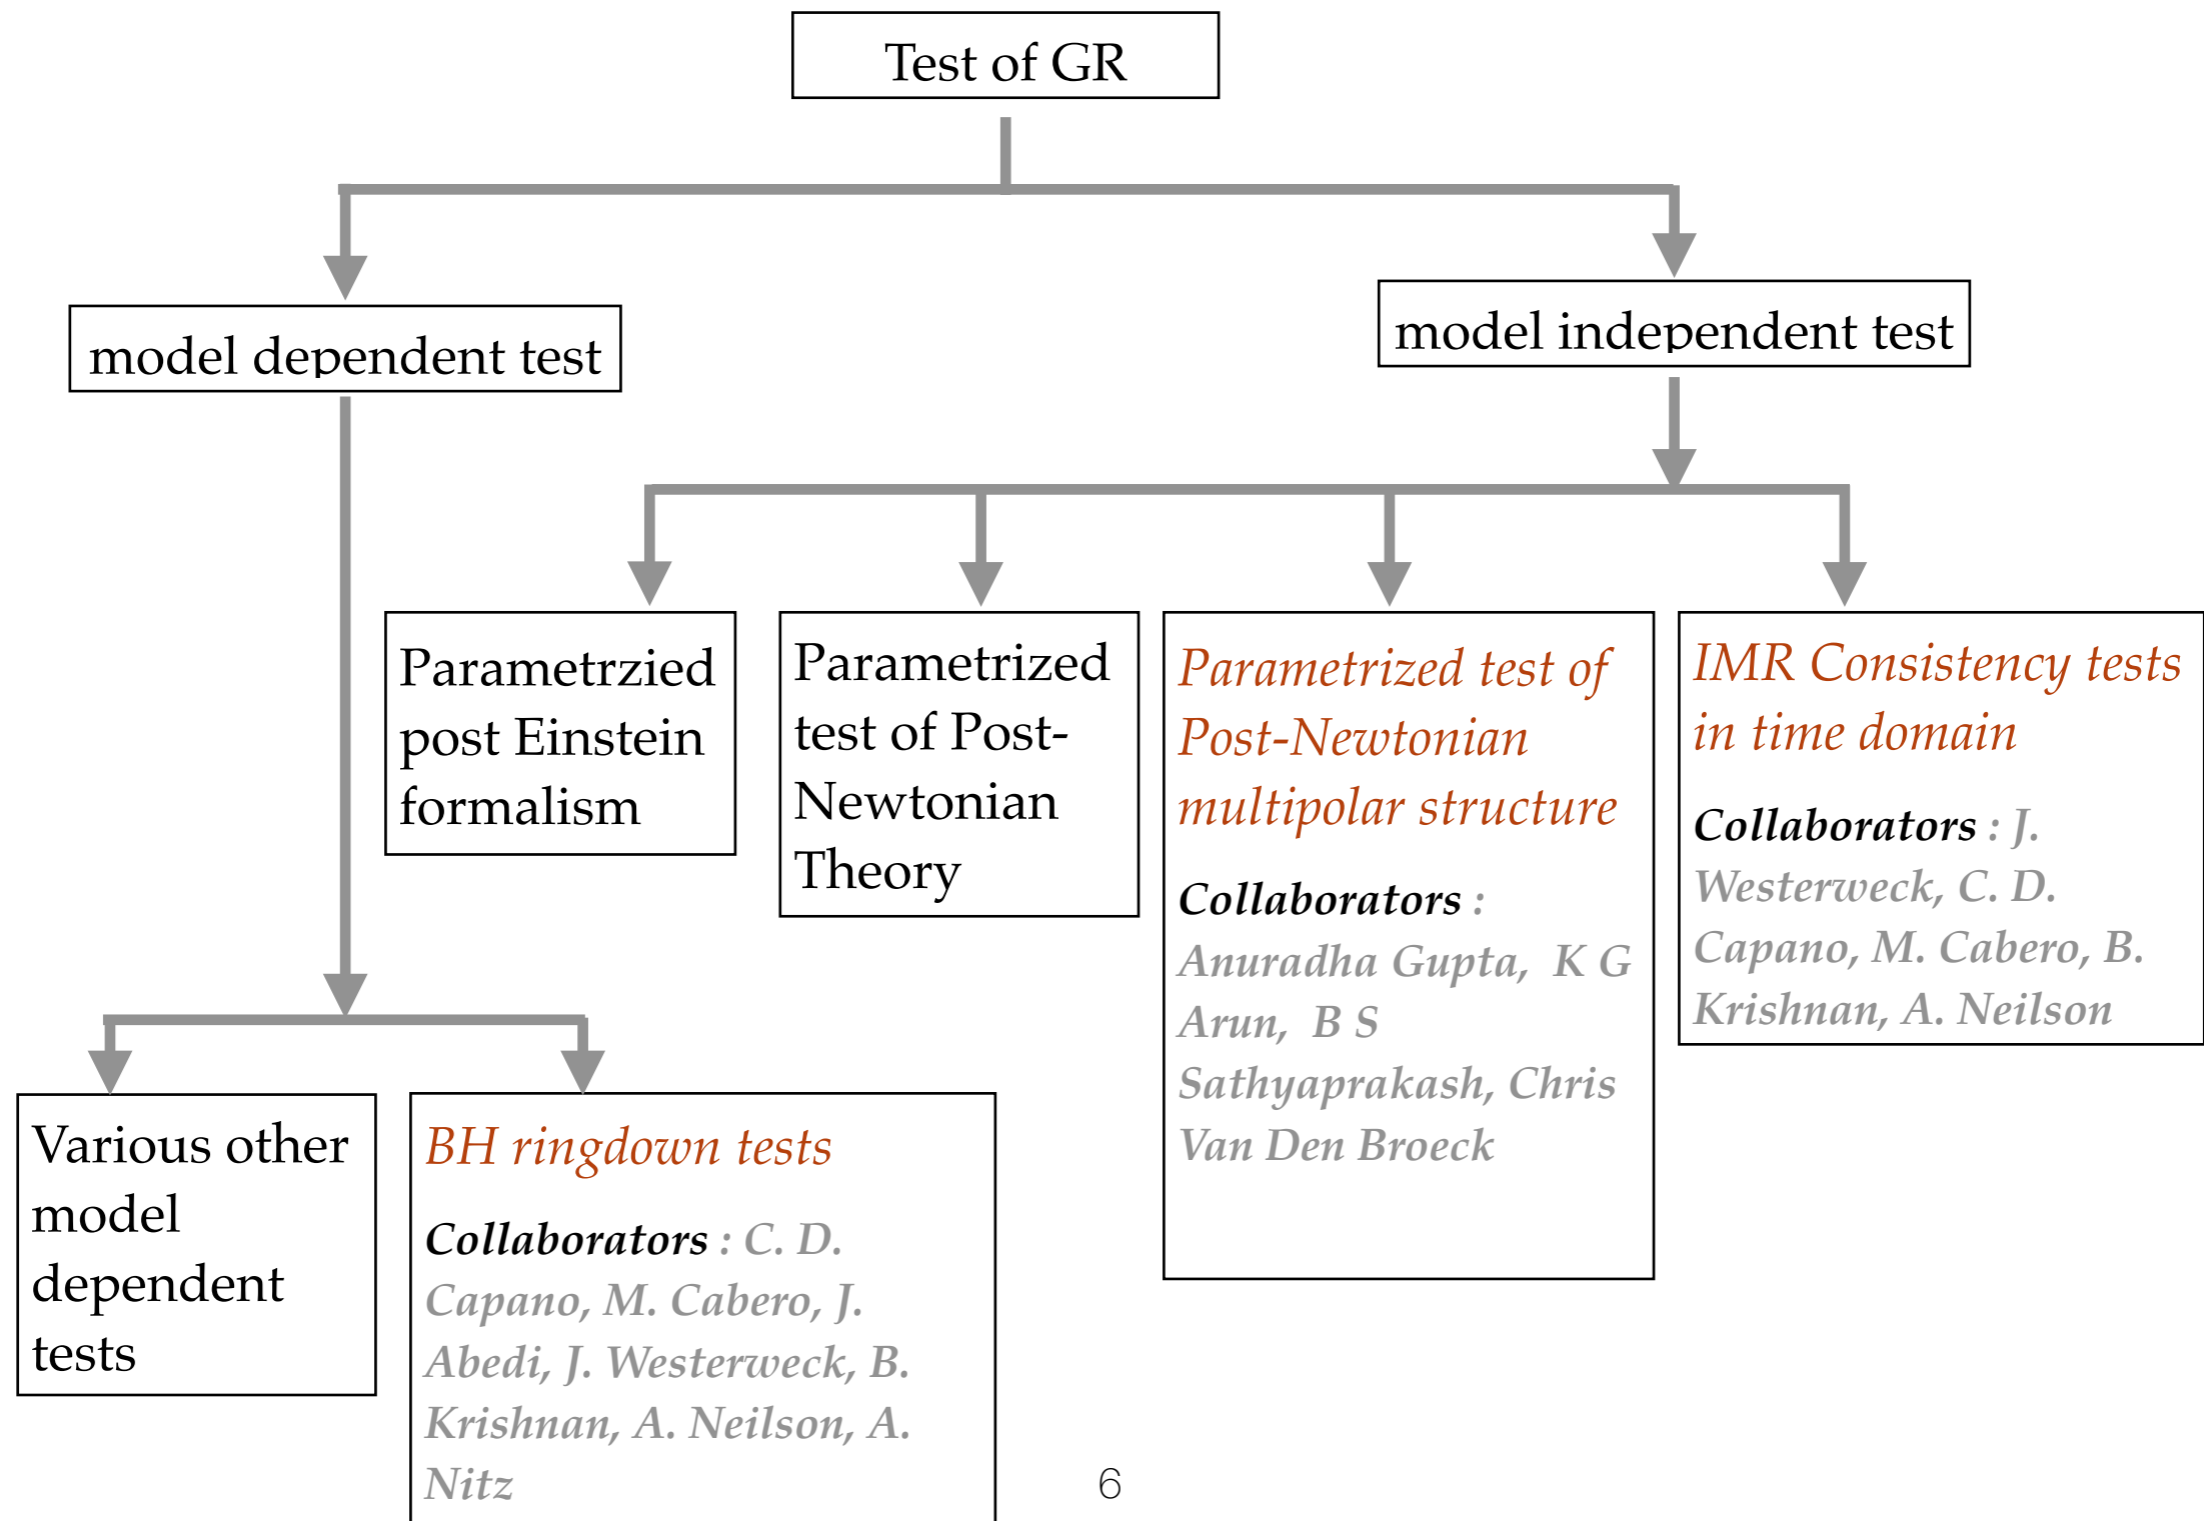 Test of GR
model dependent test
model independent test
Parametrzied
post Einstein
formalism
Parametrized
test of Post-
Newtonian
Theory
Parametrized test of
Post-Newtonian
multipolar structure
Collaborators :
Anuradha Gupta, K G
Arun, B S
Sathyaprakash, Chris
Van Den Broeck
IMR Consistency tests
in time domain
Collaborators : J.
Westerweck, C. D.
Capano, M. Cabero, B.
Krishnan, A. Neilson
Various other
model
dependent
tests
BH ringdown tests
Collaborators : C. D.
Capano, M. Cabero, J.
Abedi, J. Westerweck, B.
Krishnan, A. Neilson, A.
Nitz
6